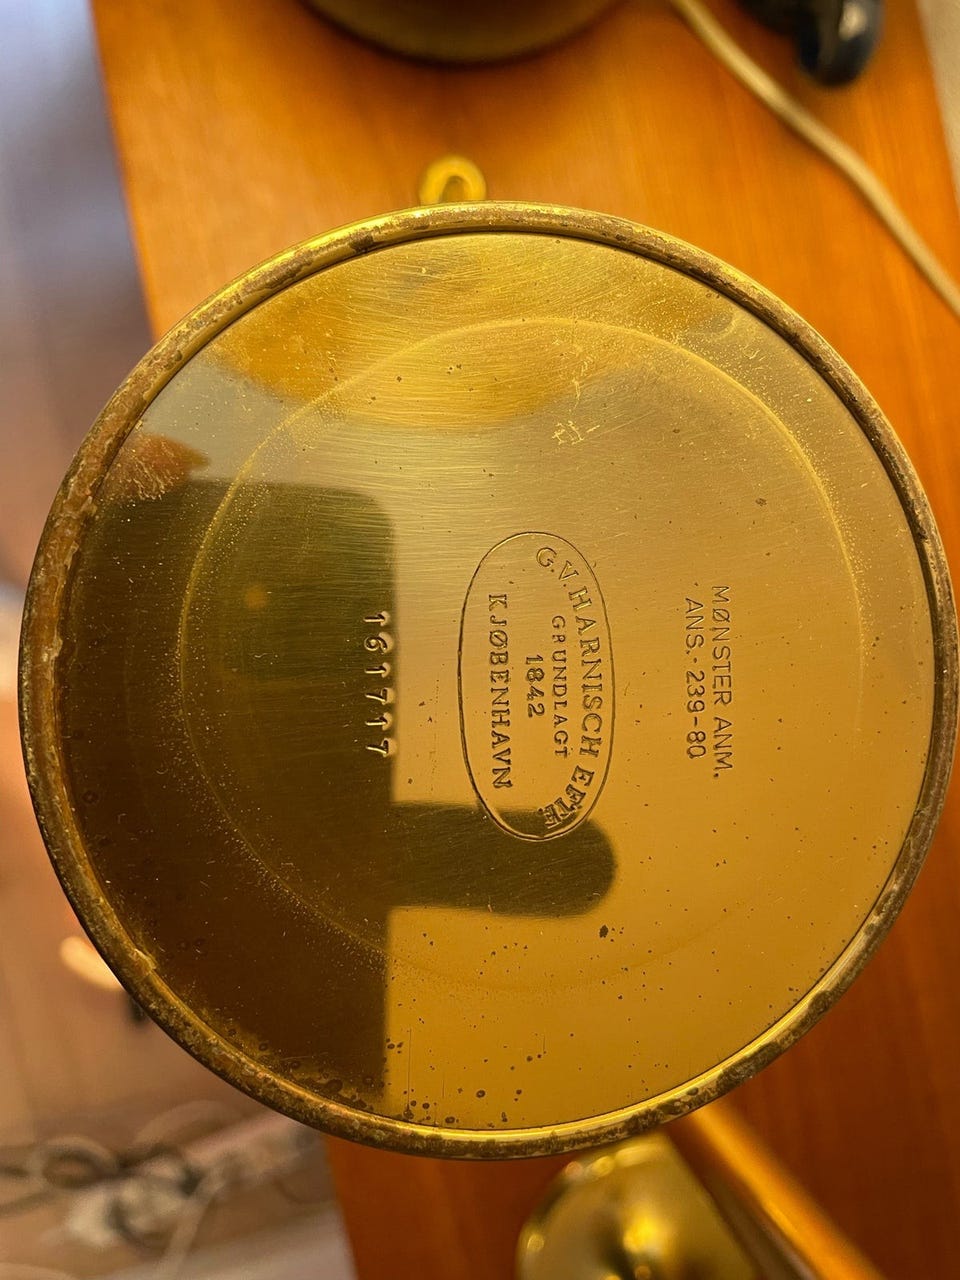 MØNSTER ANM.
ANS.-239-80
G.V.HARNISCH EFTF
GRUNDLAGT
1842
KJØBENHAVN
161717